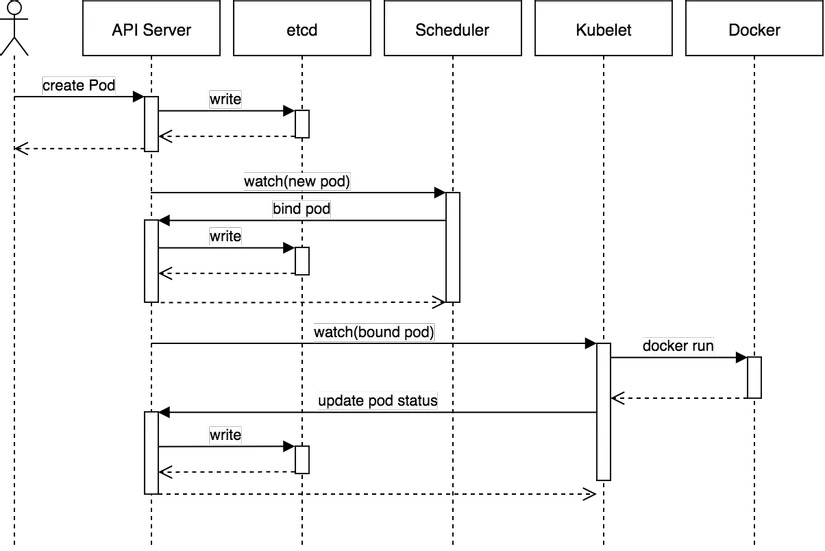 API Server
etcd
Scheduler
Kubelet
Docker
create Pod
write
watch(new pod)
bind pod
write
watch(bound pod)
docker run
update pod status
write